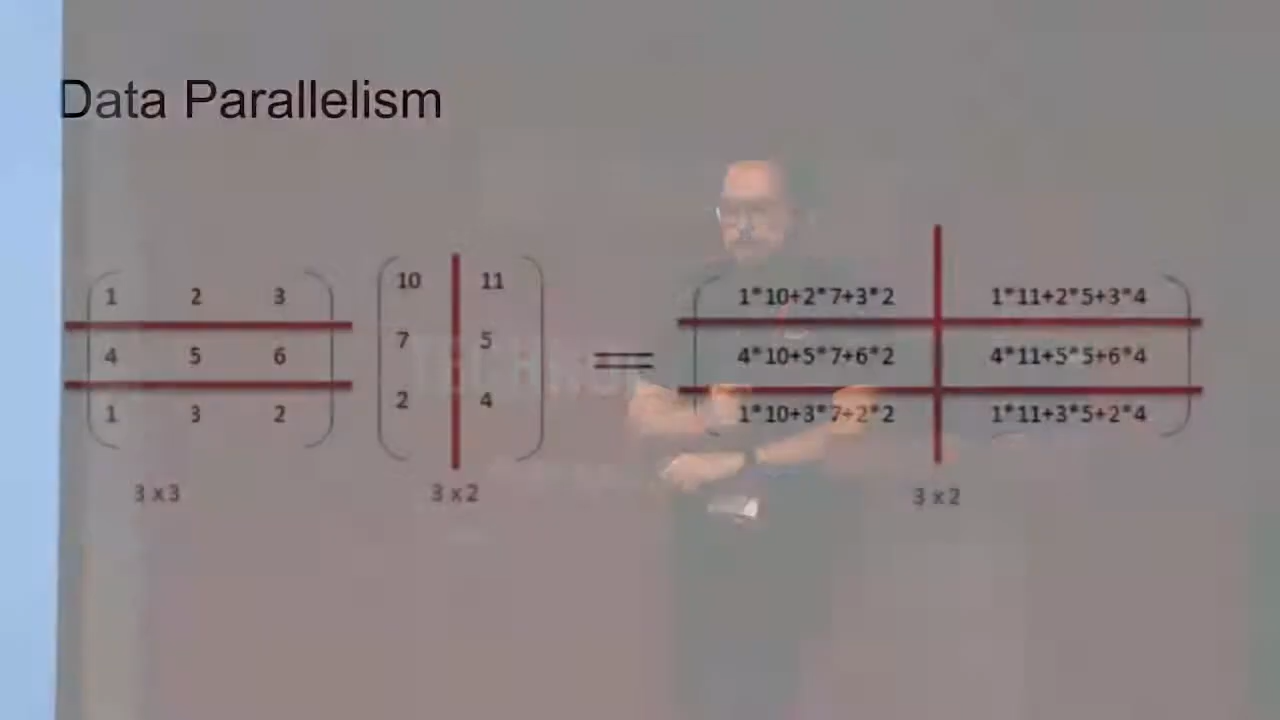 Data Parallelism
1 2 3
4 5 6
1 3 2
3 x 3
10 11
7 5
2 4
3 x 2
=
1*10+2*7+3*2 1*11+2*5+3*4
4*10+5*7+6*2 4*11+5*5+6*4
1*10+3*7+2*2 1*11+3*5+2*4
3 x 2